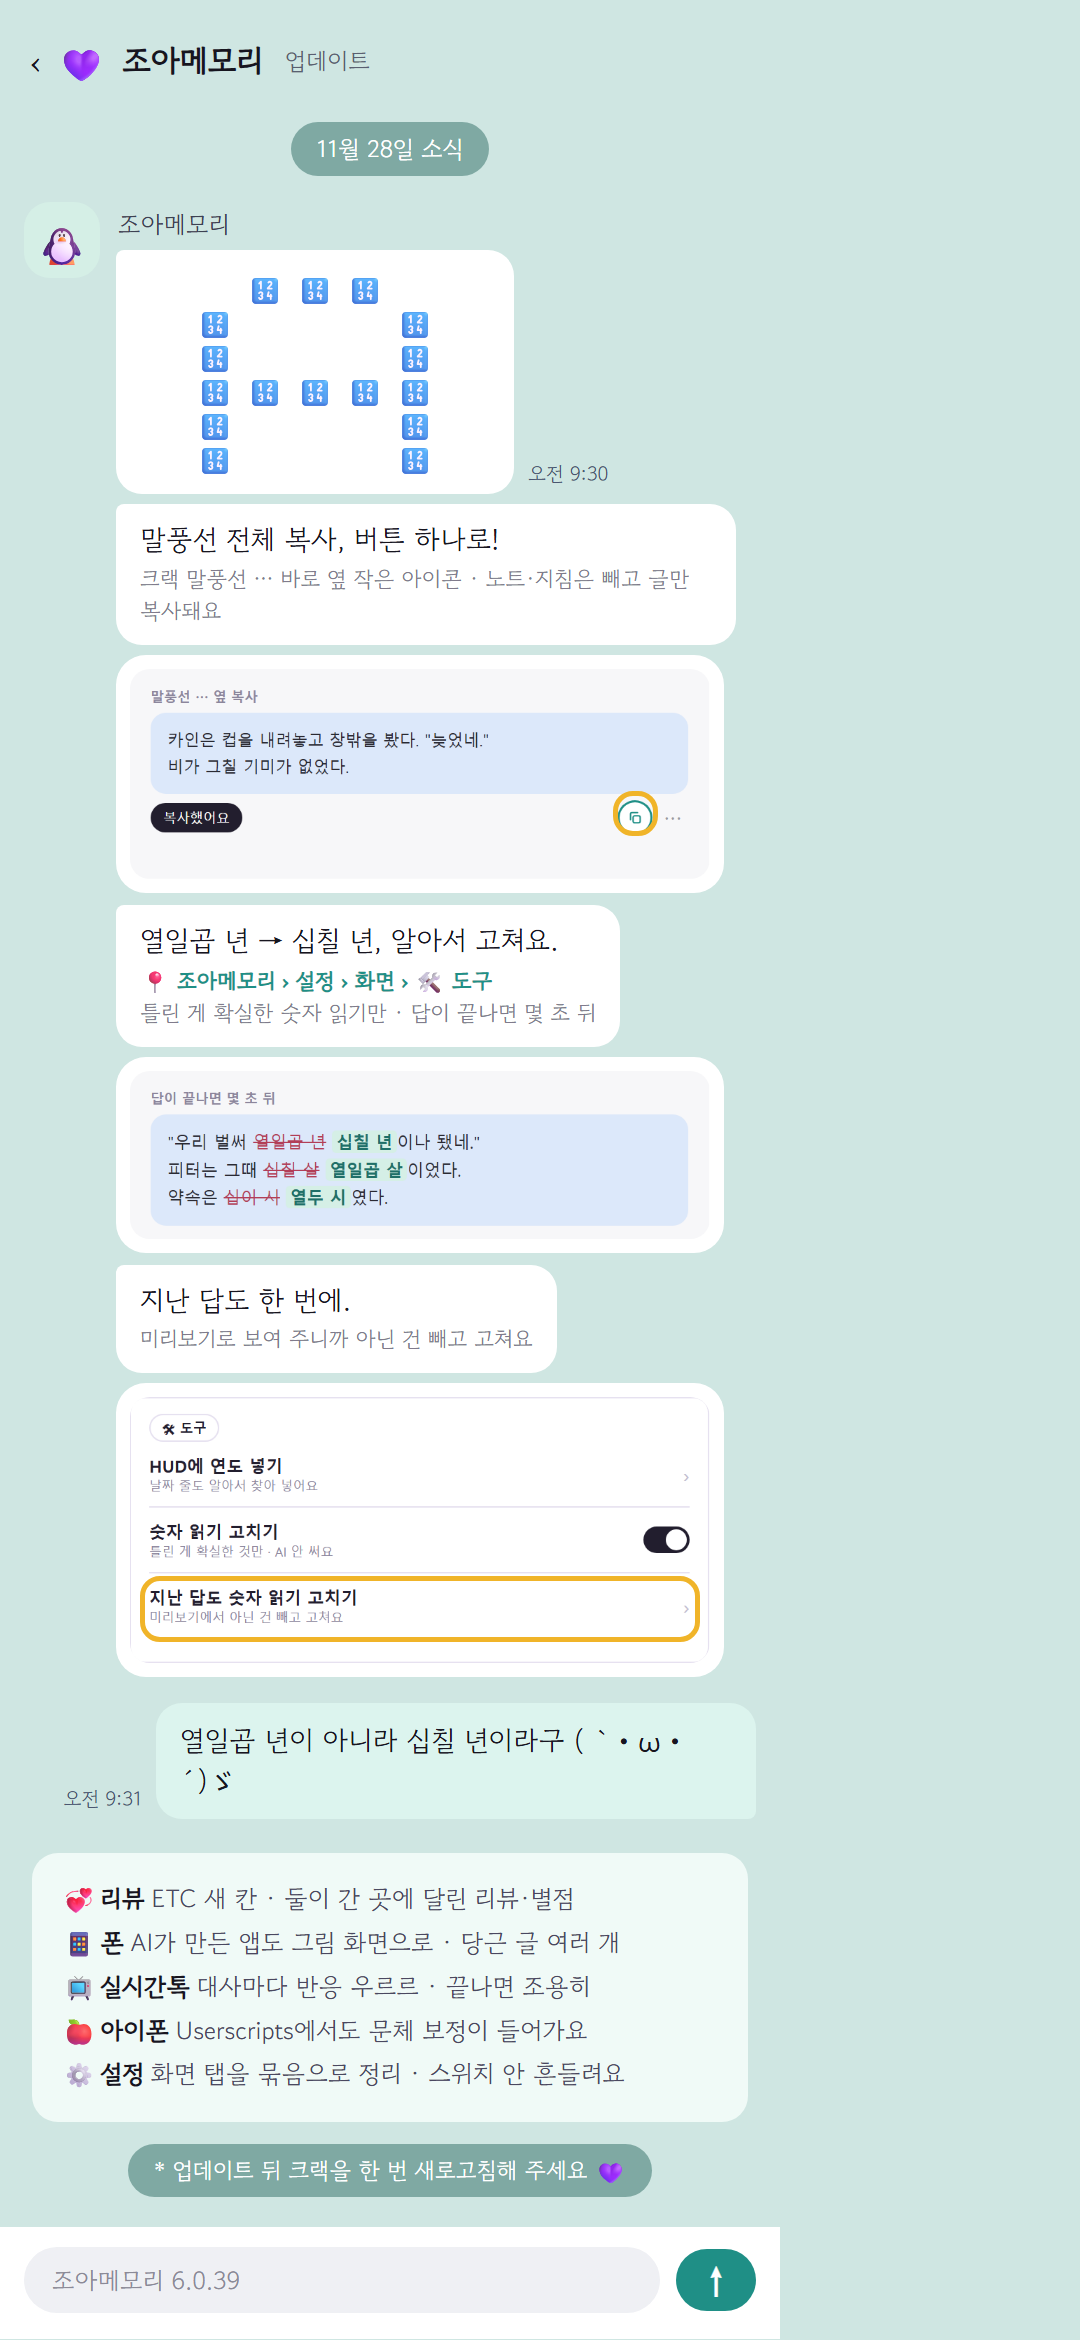 ‹ 💜 조아메모리 업데이트
11월 28일 소식
조아메모리
🔢 🔢 🔢
🔢 🔢
🔢 🔢
🔢 🔢 🔢 🔢 🔢
🔢 🔢
🔢 🔢
오전 9:30
말풍선 전체 복사, 버튼 하나로!
크랙 말풍선 ⋯ 바로 옆 작은 아이콘 · 노트·지침은 빼고 글만
복사돼요
말풍선 ⋯ 옆 복사
카인은 컵을 내려놓고 창밖을 봤다. "늦었네."
비가 그칠 기미가 없었다.
복사했어요 ⋯
열일곱 년 → 십칠 년, 알아서 고쳐요.
📍 조아메모리 › 설정 › 화면 › 🛠️ 도구
틀린 게 확실한 숫자 읽기만 · 답이 끝나면 몇 초 뒤
답이 끝나면 몇 초 뒤
"우리 벌써 열일곱 년 십칠 년이나 됐네."
피터는 그때 십칠 살 열일곱 살이었다.
약속은 십이 시 열두 시였다.
지난 답도 한 번에.
미리보기로 보여 주니까 아닌 건 빼고 고쳐요
🛠 도구
HUD에 연도 넣기
날짜 줄도 알아서 찾아 넣어요 ›
숫자 읽기 고치기
틀린 게 확실한 것만 · AI 안 써요
지난 답도 숫자 읽기 고치기
미리보기에서 아닌 건 빼고 고쳐요 ›
열일곱 년이 아니라 십칠 년이라구 ( ｀・ω・
´)ゞ
오전 9:31
💞 리뷰 ETC 새 칸 · 둘이 간 곳에 달린 리뷰·별점
📱 폰 AI가 만든 앱도 그림 화면으로 · 당근 글 여러 개
📺 실시간톡 대사마다 반응 우르르 · 끝나면 조용히
🍎 아이폰 Userscripts에서도 문체 보정이 들어가요
⚙️ 설정 화면 탭을 묶음으로 정리 · 스위치 안 흔들려요
* 업데이트 뒤 크랙을 한 번 새로고침해 주세요 💜
조아메모리 6.0.39